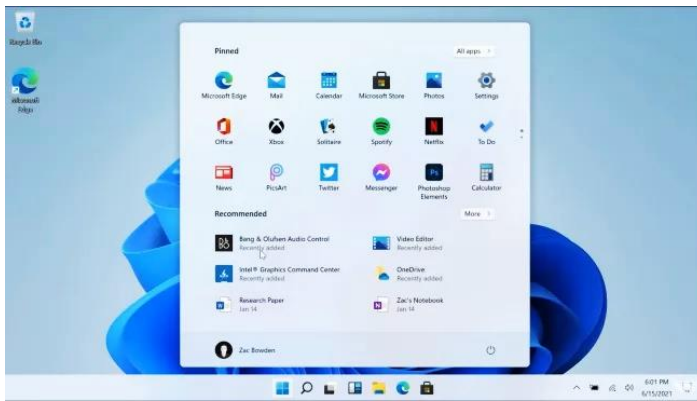 Recycle Bin
Microsoft
Edge
Pinned
All apps
Microsoft Edge
Mail
Calendar
Microsoft Store
Photos
Settings
Office
Xbox
Solitaire
Spotify
Netflix
To Do
News
PicsArt
Twitter
Messenger
Photoshop
Elements
Calculator
Recommended
More
Bang & Olufsen Audio Control
Recently added
Video Editor
Recently added
Intel® Graphics Command Center
Recently added
OneDrive
Recently added
Research Paper
Jan 14
Zac's Notebook
Jan 14
Zac Bowden
6:01 PM
6/15/2021